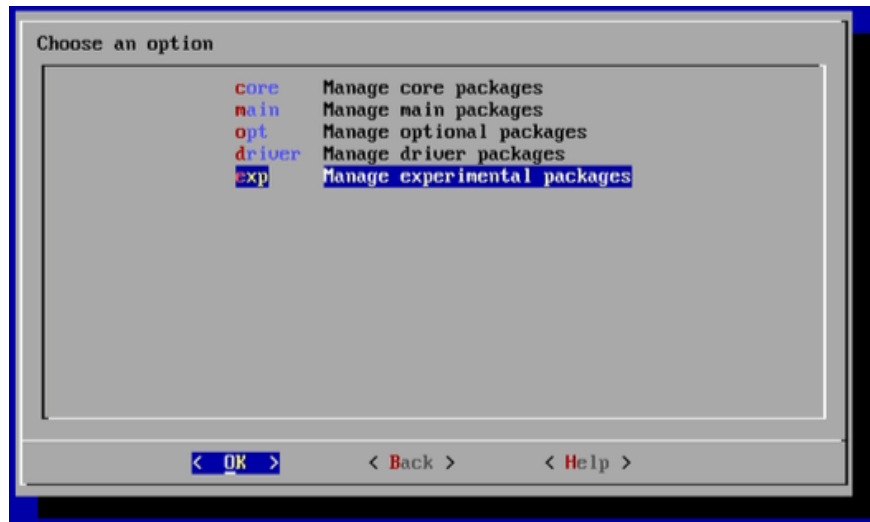 Choose an option
core Manage core packages
main Manage main packages
opt Manage optional packages
driver Manage driver packages
exp Manage experimental packages
< OK > < Back > < Help >